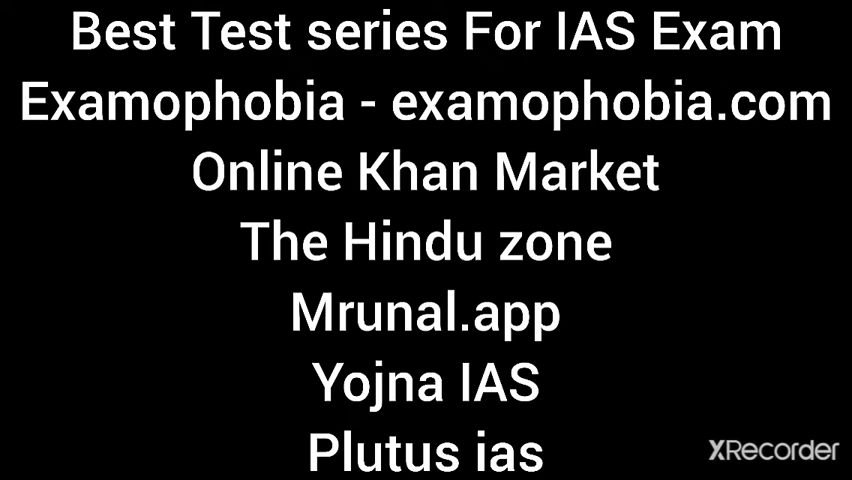 Best Test series For IAS Exam
Examophobia - examophobia.com
Online Khan Market
The Hindu zone
Mrunal.app
Yojna IAS
Plutus ias
XRecorder